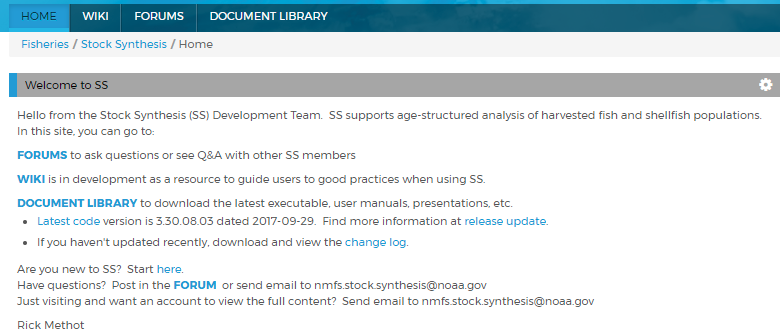 HOME WIKI FORUMS DOCUMENT LIBRARY
Fisheries / Stock Synthesis / Home
Welcome to SS
Hello from the Stock Synthesis (SS) Development Team. SS supports age-structured analysis of harvested fish and shellfish populations.
In this site, you can go to:
FORUMS to ask questions or see Q&A with other SS members
WIKI is in development as a resource to guide users to good practices when using SS.
DOCUMENT LIBRARY to download the latest executable, user manuals, presentations, etc.
• Latest code version is 3.30.08.03 dated 2017-09-29. Find more information at release update.
• If you haven't updated recently, download and view the change log.
Are you new to SS? Start here.
Have questions? Post in the FORUM or send email to nmfs.stock.synthesis@noaa.gov
Just visiting and want an account to view the full content? Send email to nmfs.stock.synthesis@noaa.gov
Rick Methot